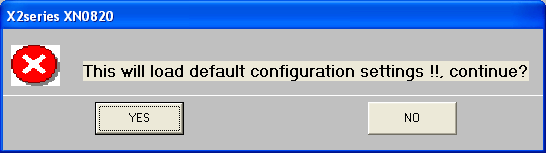 X2series XN0820
This will load default configuration settings !!, continue?
YES
NO